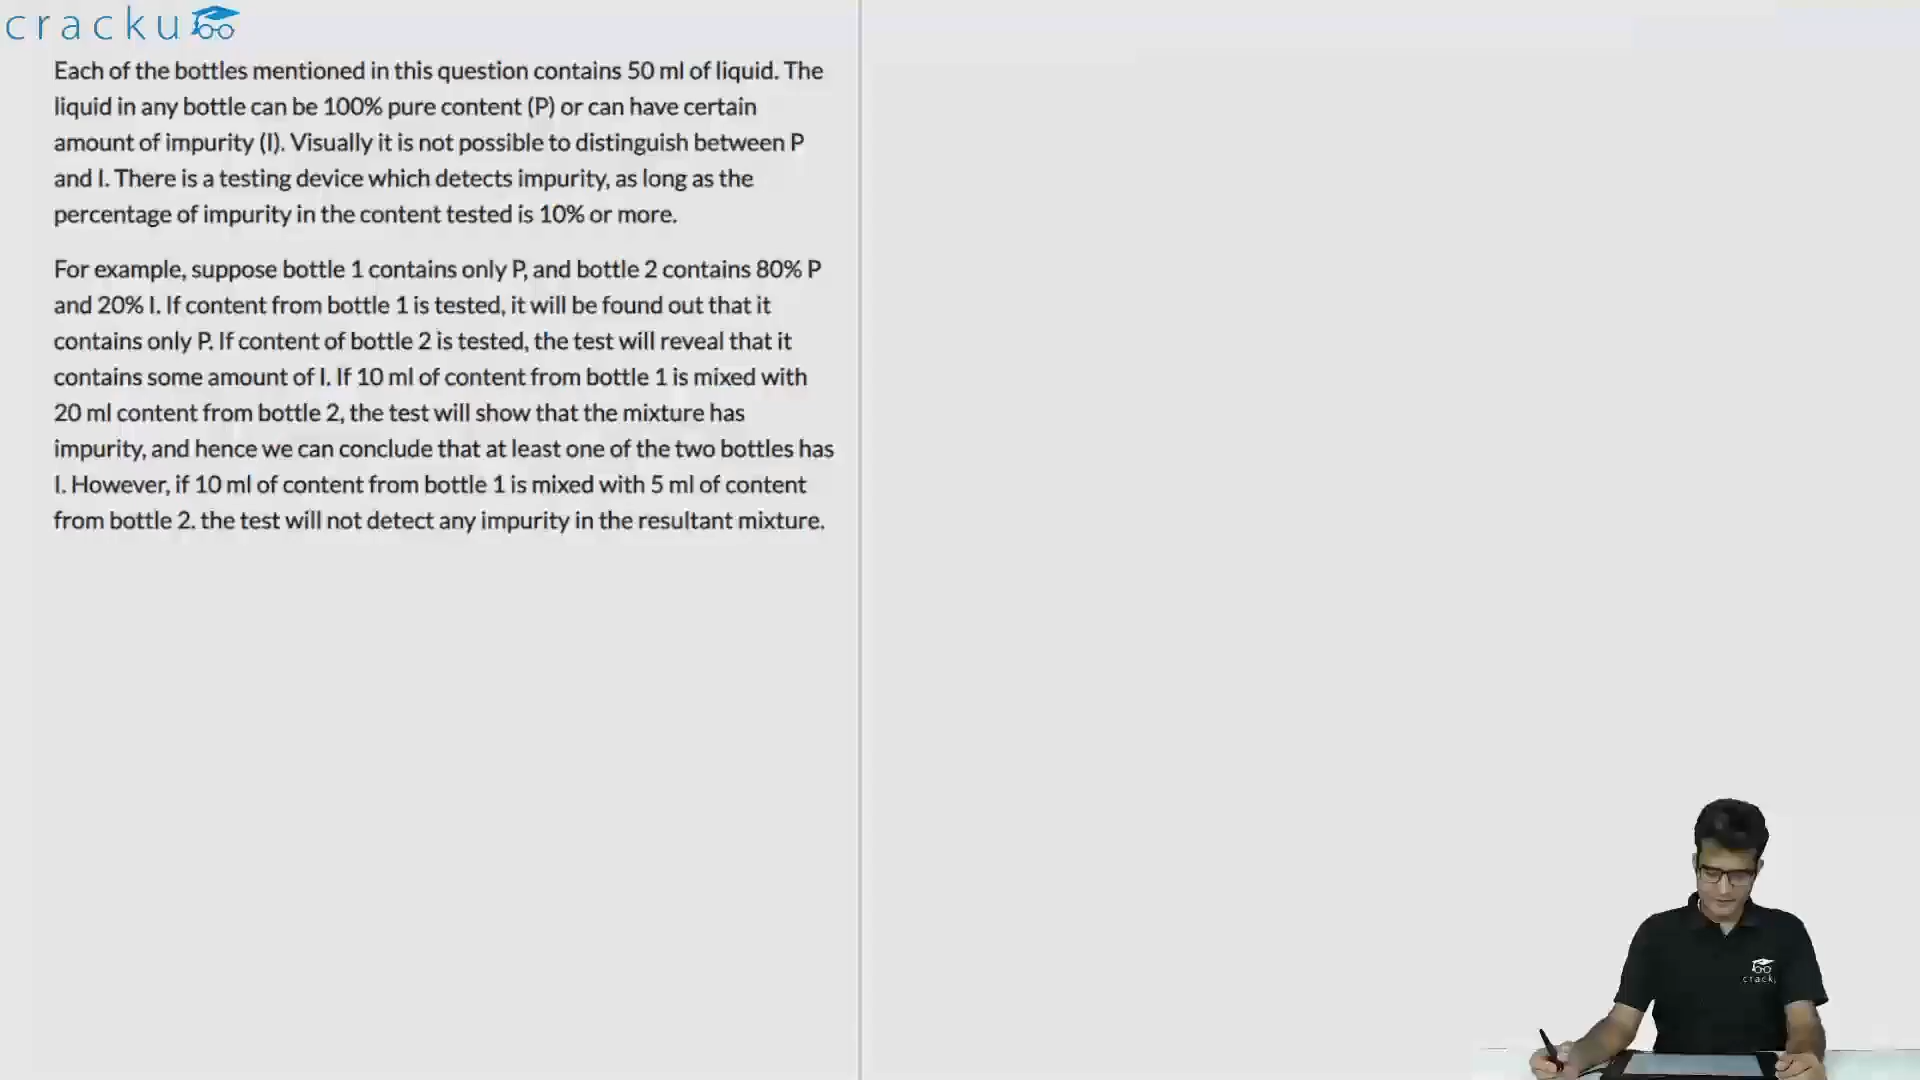 cracku
Each of the bottles mentioned in this question contains 50 ml of liquid. The
liquid in any bottle can be 100% pure content (P) or can have certain
amount of impurity (I). Visually it is not possible to distinguish between P
and I. There is a testing device which detects impurity, as long as the
percentage of impurity in the content tested is 10% or more.
For example, suppose bottle 1 contains only P, and bottle 2 contains 80% P
and 20% I. If content from bottle 1 is tested, it will be found out that it
contains only P. If content of bottle 2 is tested, the test will reveal that it
contains some amount of I. If 10 ml of content from bottle 1 is mixed with
20 ml content from bottle 2, the test will show that the mixture has
impurity, and hence we can conclude that at least one of the two bottles has
I. However, if 10 ml of content from bottle 1 is mixed with 5 ml of content
from bottle 2. the test will not detect any impurity in the resultant mixture.
cracku